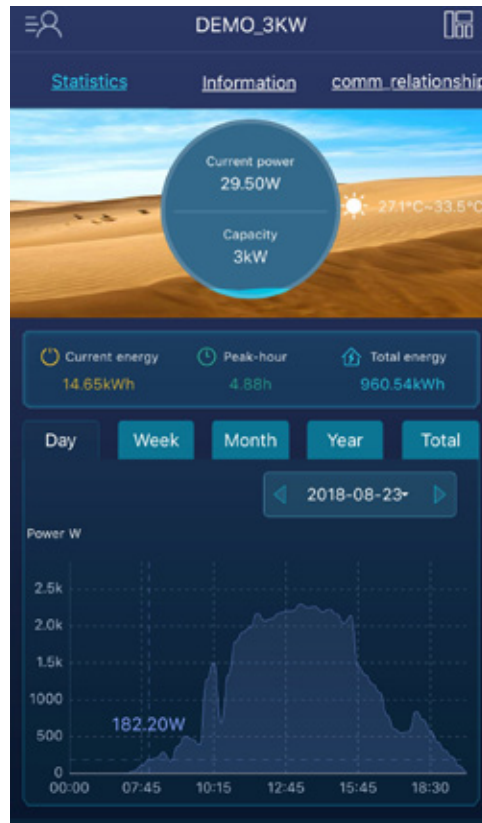 DEMO_3KW
Statistics Information comm_relationship
Current power
29.50W
27.1°C~33.5°C
Capacity
3kW
Current energy Peak-hour Total energy
14.65kWh 4.88h 960.54kWh
Day Week Month Year Total
2018-08-23
Power W
2.5k
2.0k
1.5k
1000
182.20W
500
0
00:00 07:45 10:15 12:45 15:45 18:30